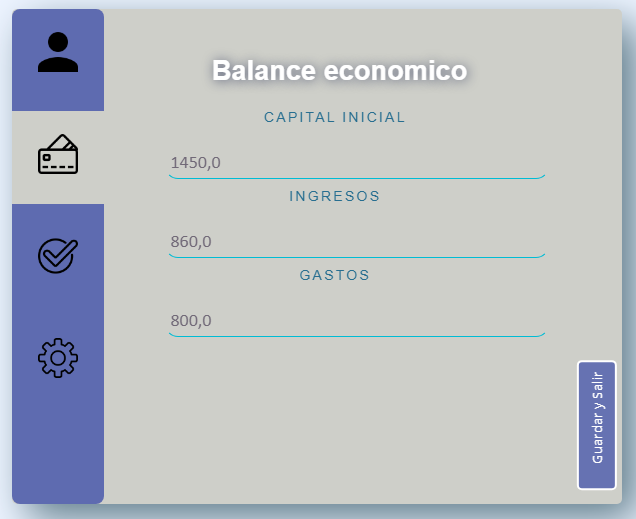 Balance economico
CAPITAL INICIAL
1450,0
INGRESOS
860,0
GASTOS
800,0
Guardar y Salir